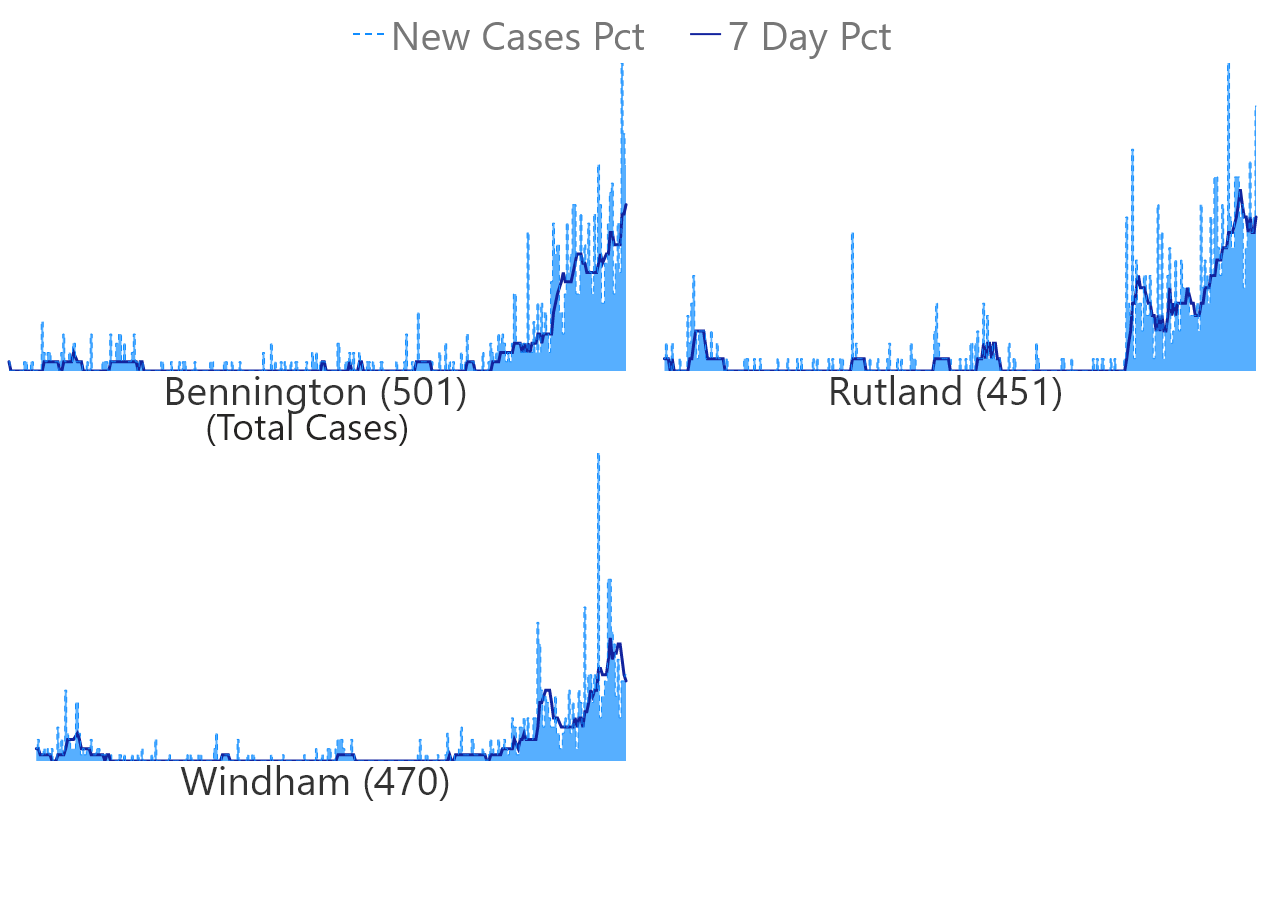 New Cases Pct 7 Day Pct
Bennington (501)
(Total Cases)
Rutland (451)
Windham (470)